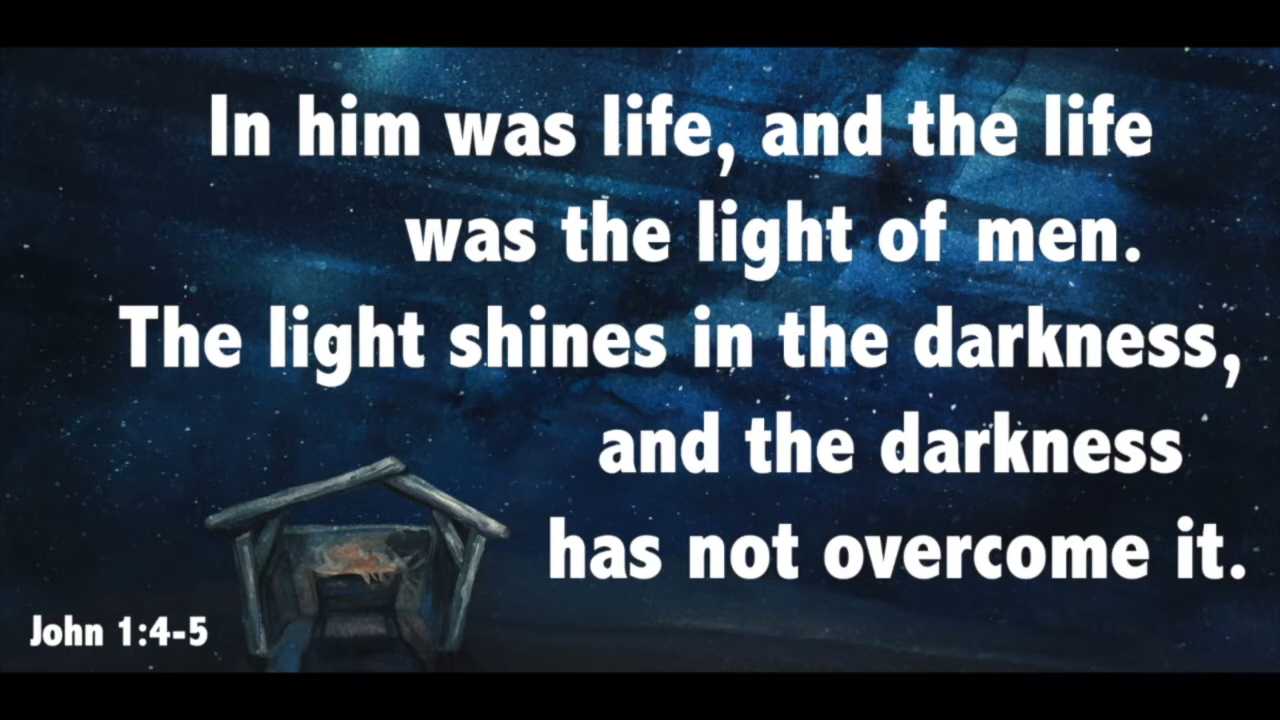 In him was life, and the life
was the light of men.
The light shines in the darkness,
and the darkness
has not overcome it.
John 1:4-5